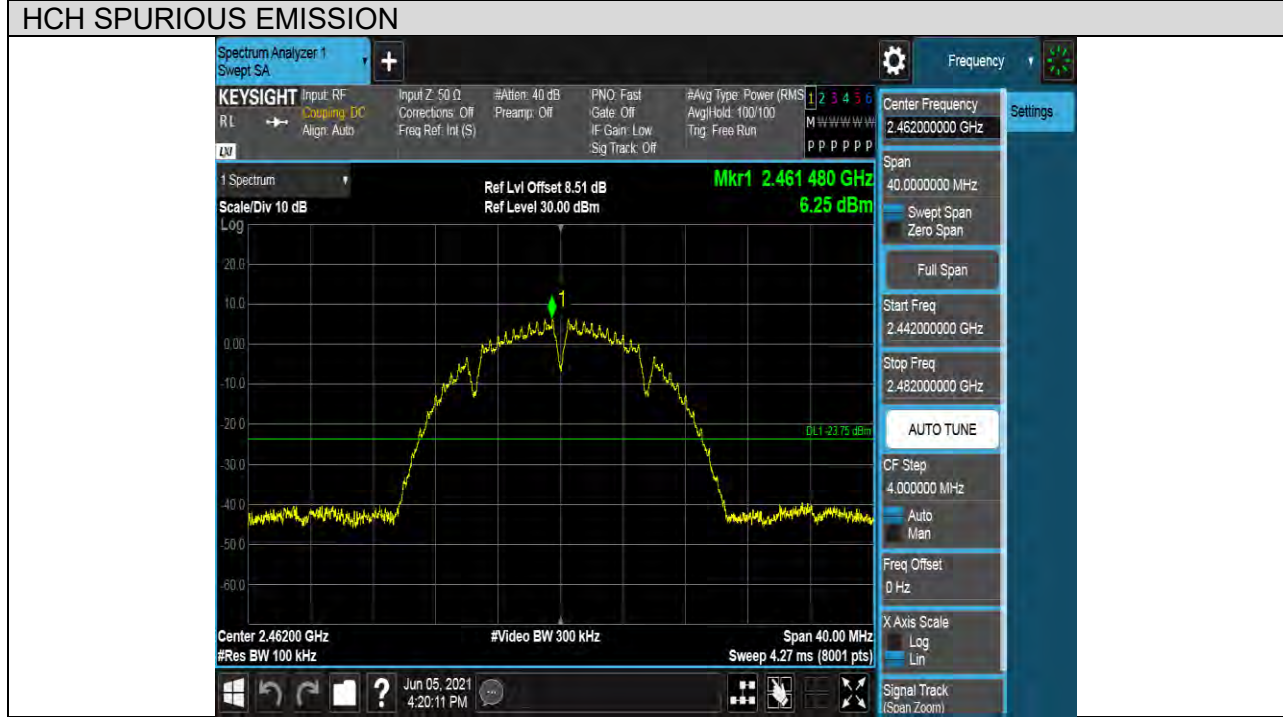 HCH SPURIOUS EMISSION
Spectrum Analyzer 1
Swept SA
+
Frequency
KEYSIGHT
RL
LXI
Input: RF
Coupling: DC
Align: Auto
Input Z: 50 Ω
Corrections: Off
Freq Ref: Int (S)
#Atten: 40 dB
Preamp: Off
PNO: Fast
Gate: Off
IF Gain: Low
Sig Track: Off
#Avg Type: Power (RMS
Avg|Hold: 100/100
Trig: Free Run
1 2 3 4 5 6
M W W W W W
P P P P P P
1 Spectrum
Scale/Div 10 dB
Log
Ref Lvl Offset 8.51 dB
Ref Level 30.00 dBm
Mkr1 2.461 480 GHz
6.25 dBm
20.0
10.0
0.00
-10.0
-20.0
-30.0
-40.0
-50.0
-60.0
1
DL1 -23.75 dBm
Center 2.46200 GHz
#Res BW 100 kHz
#Video BW 300 kHz
Span 40.00 MHz
Sweep 4.27 ms (8001 pts)
Center Frequency
2.462000000 GHz
Settings
Span
40.0000000 MHz
Swept Span
Zero Span
Full Span
Start Freq
2.442000000 GHz
Stop Freq
2.482000000 GHz
AUTO TUNE
CF Step
4.000000 MHz
Auto
Man
Freq Offset
0 Hz
X Axis Scale
Log
Lin
Signal Track
(Span Zoom)
?
Jun 05, 2021
4:20:11 PM